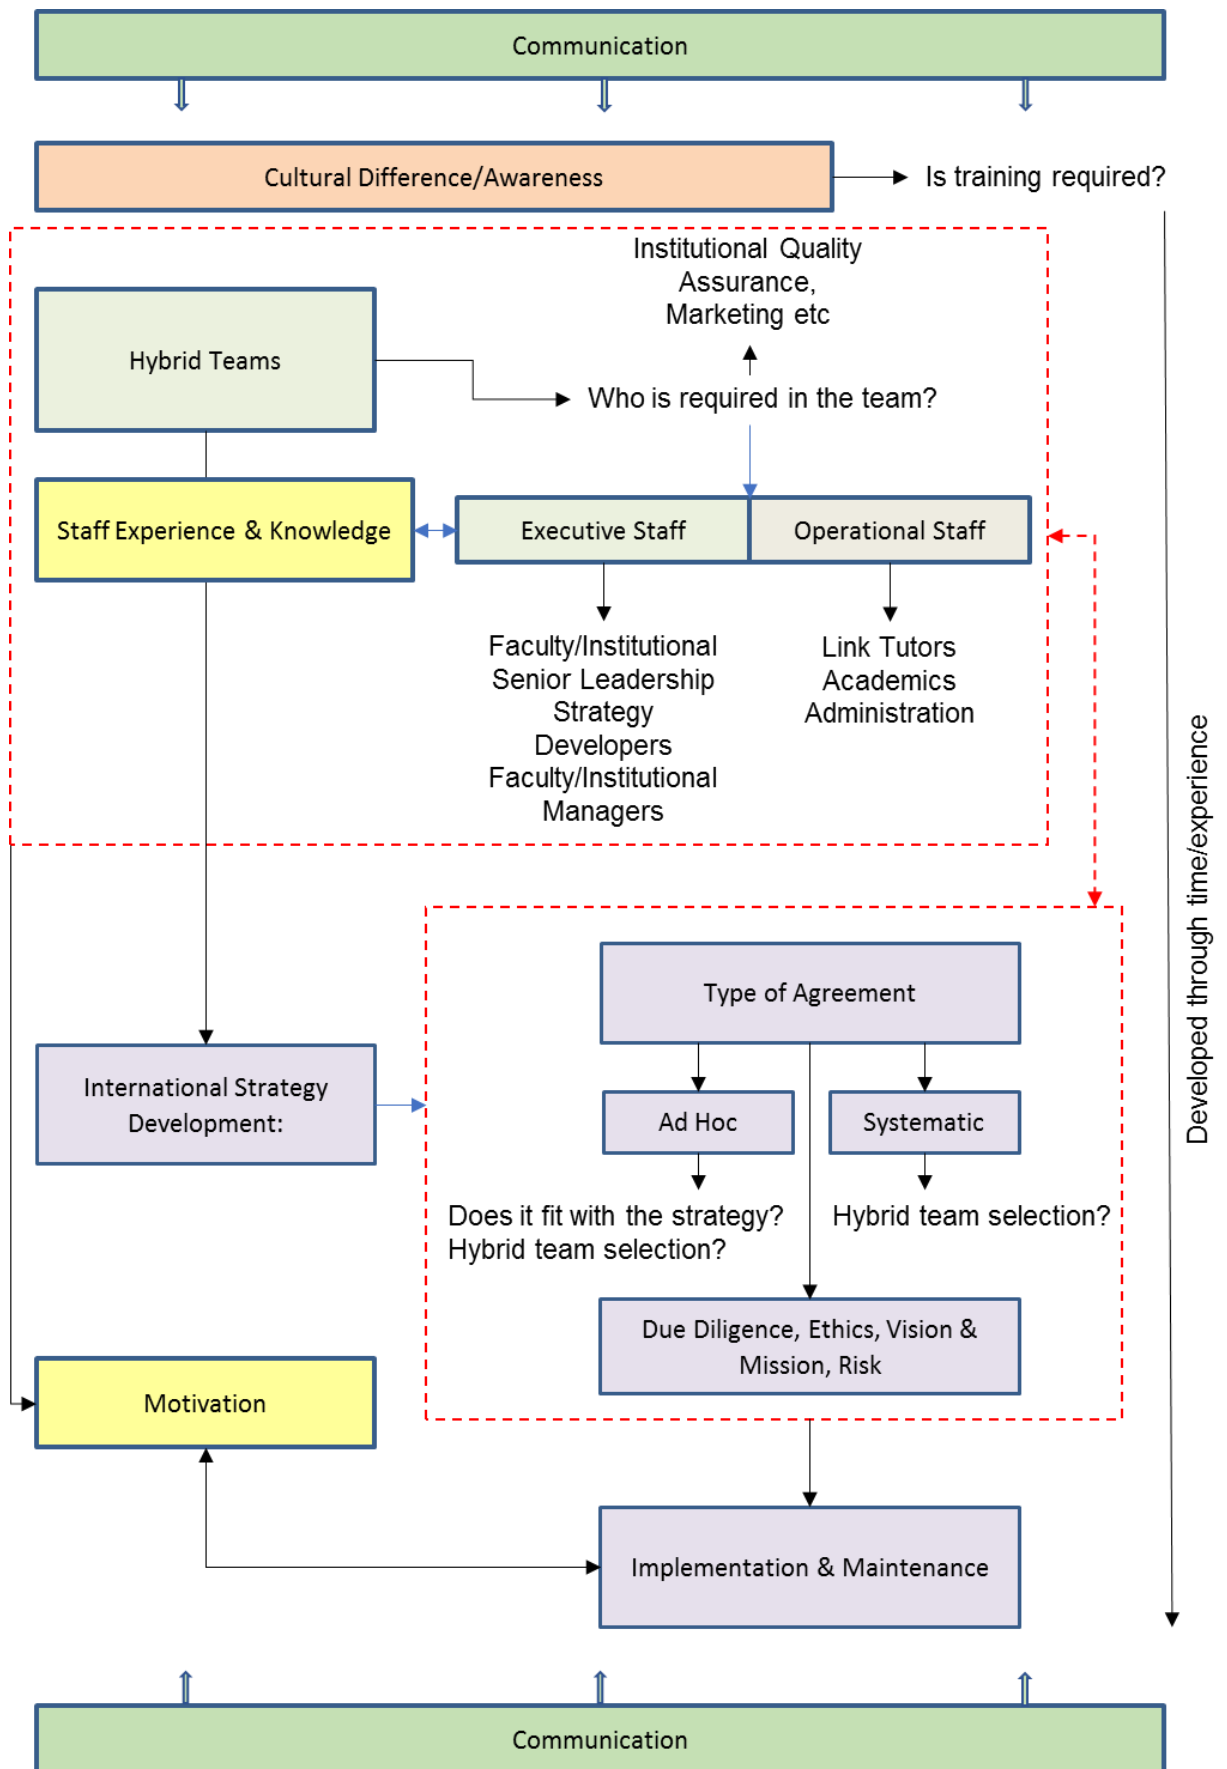 Communication
Cultural Difference/Awareness
Is training required?
Institutional Quality
Assurance,
Marketing etc
Hybrid Teams
Who is required in the team?
Staff Experience & Knowledge
Executive Staff
Operational Staff
Faculty/Institutional
Senior Leadership
Strategy
Developers
Faculty/Institutional
Managers
Link Tutors
Academics
Administration
Developed through time/experience
Type of Agreement
International Strategy
Development:
Ad Hoc
Systematic
Does it fit with the strategy?
Hybrid team selection?
Hybrid team selection?
Due Diligence, Ethics, Vision &
Mission, Risk
Motivation
Implementation & Maintenance
Communication